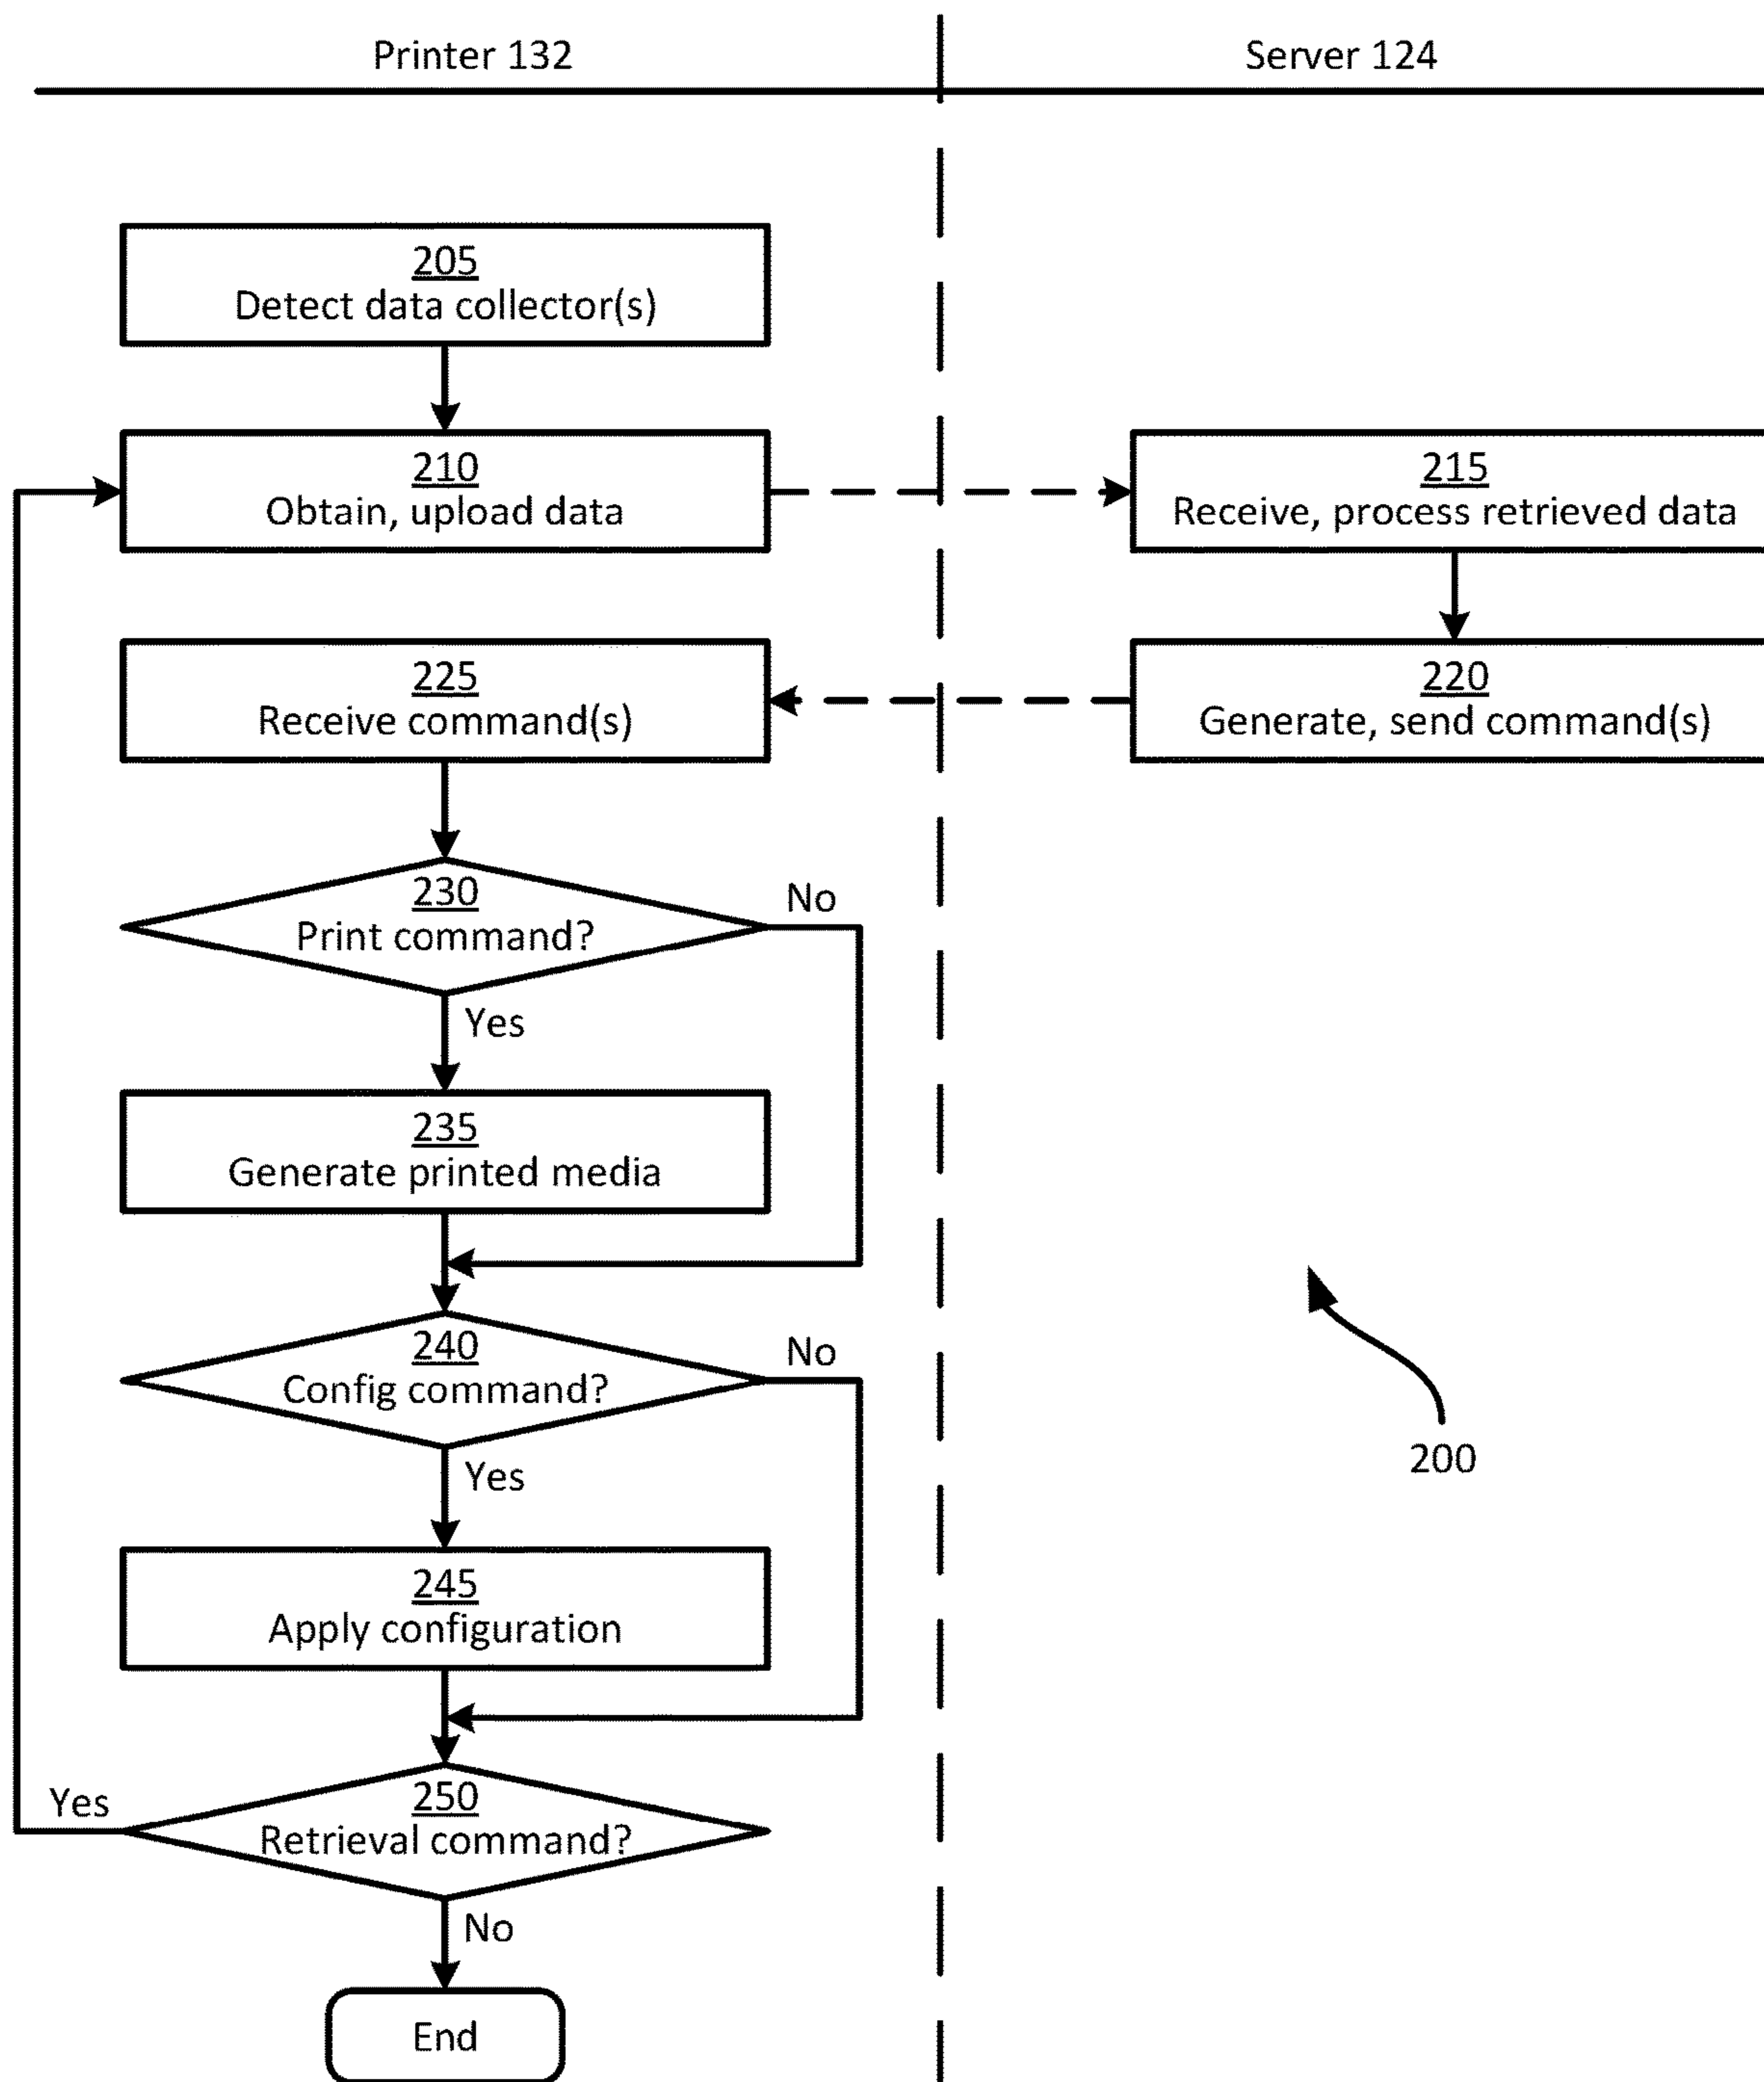 Printer 132
Server 124
205
Detect data collector(s)
210
Obtain, upload data
215
Receive, process retrieved data
225
Receive command(s)
220
Generate, send command(s)
230
Print command?
No
Yes
235
Generate printed media
240
Config command?
No
Yes
200
245
Apply configuration
250
Retrieval command?
Yes
No
End